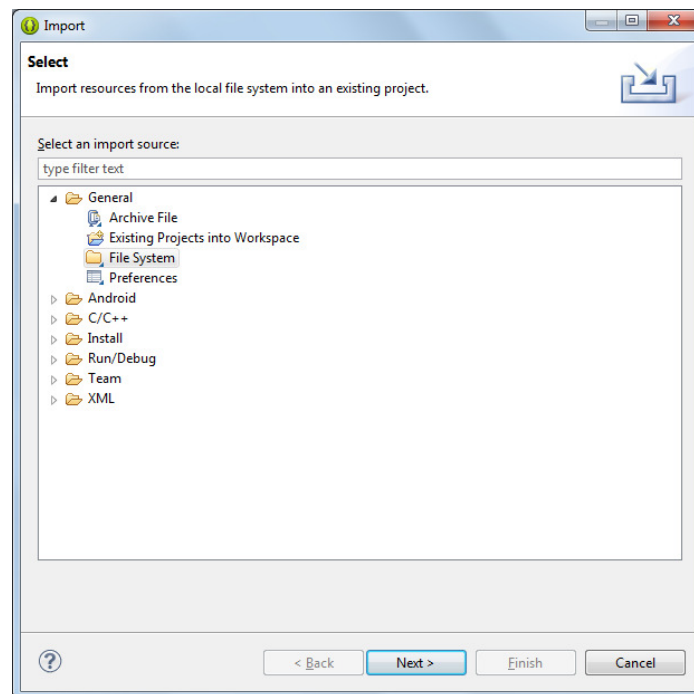 Import
Select
Import resources from the local file system into an existing project.
Select an import source:
type filter text
General
Archive File
Existing Projects into Workspace
File System
Preferences
Android
C/C++
Install
Run/Debug
Team
XML
? < Back Next > Finish Cancel